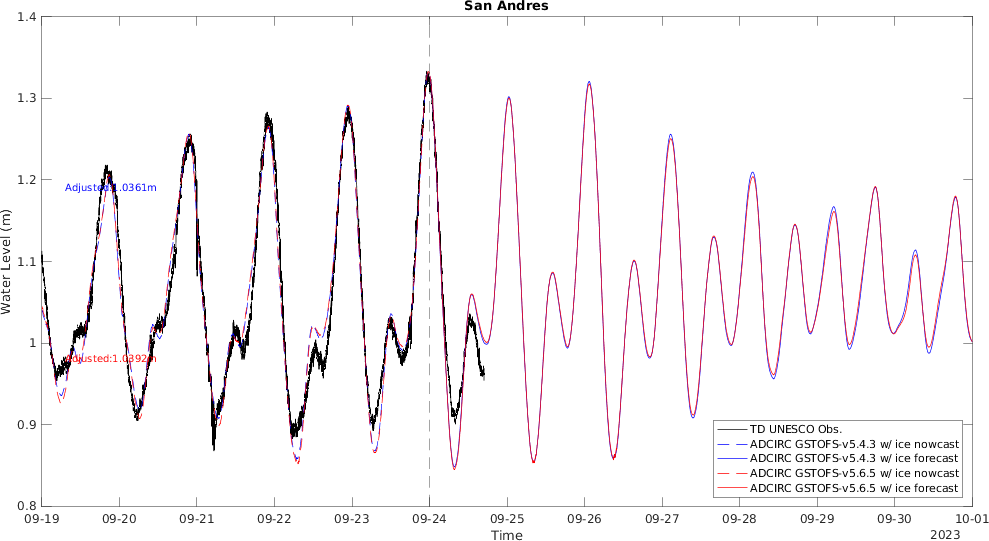 San Andres
1.4
1.3
1.2
1.1
1
0.9
0.8
Water Level (m)
Adjusted:1.0361m
Adjusted:1.0392m
TD UNESCO Obs.
ADCIRC GSTOFS-v5.4.3 w/ ice nowcast
ADCIRC GSTOFS-v5.4.3 w/ ice forecast
ADCIRC GSTOFS-v5.6.5 w/ ice nowcast
ADCIRC GSTOFS-v5.6.5 w/ ice forecast
09-19 09-20 09-21 09-22 09-23 09-24 09-25 09-26 09-27 09-28 09-29 09-30 10-01
Time
2023